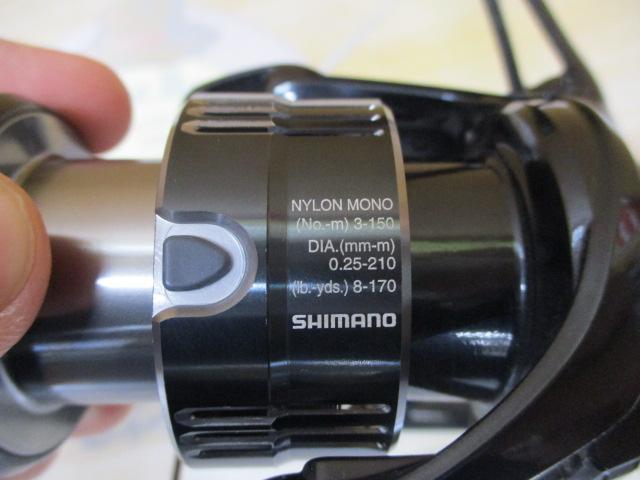 NYLON MONO
(No.-m) 3-150
DIA.(mm-m)
0.25-210
(lb.-yds.) 8-170
SHIMANO